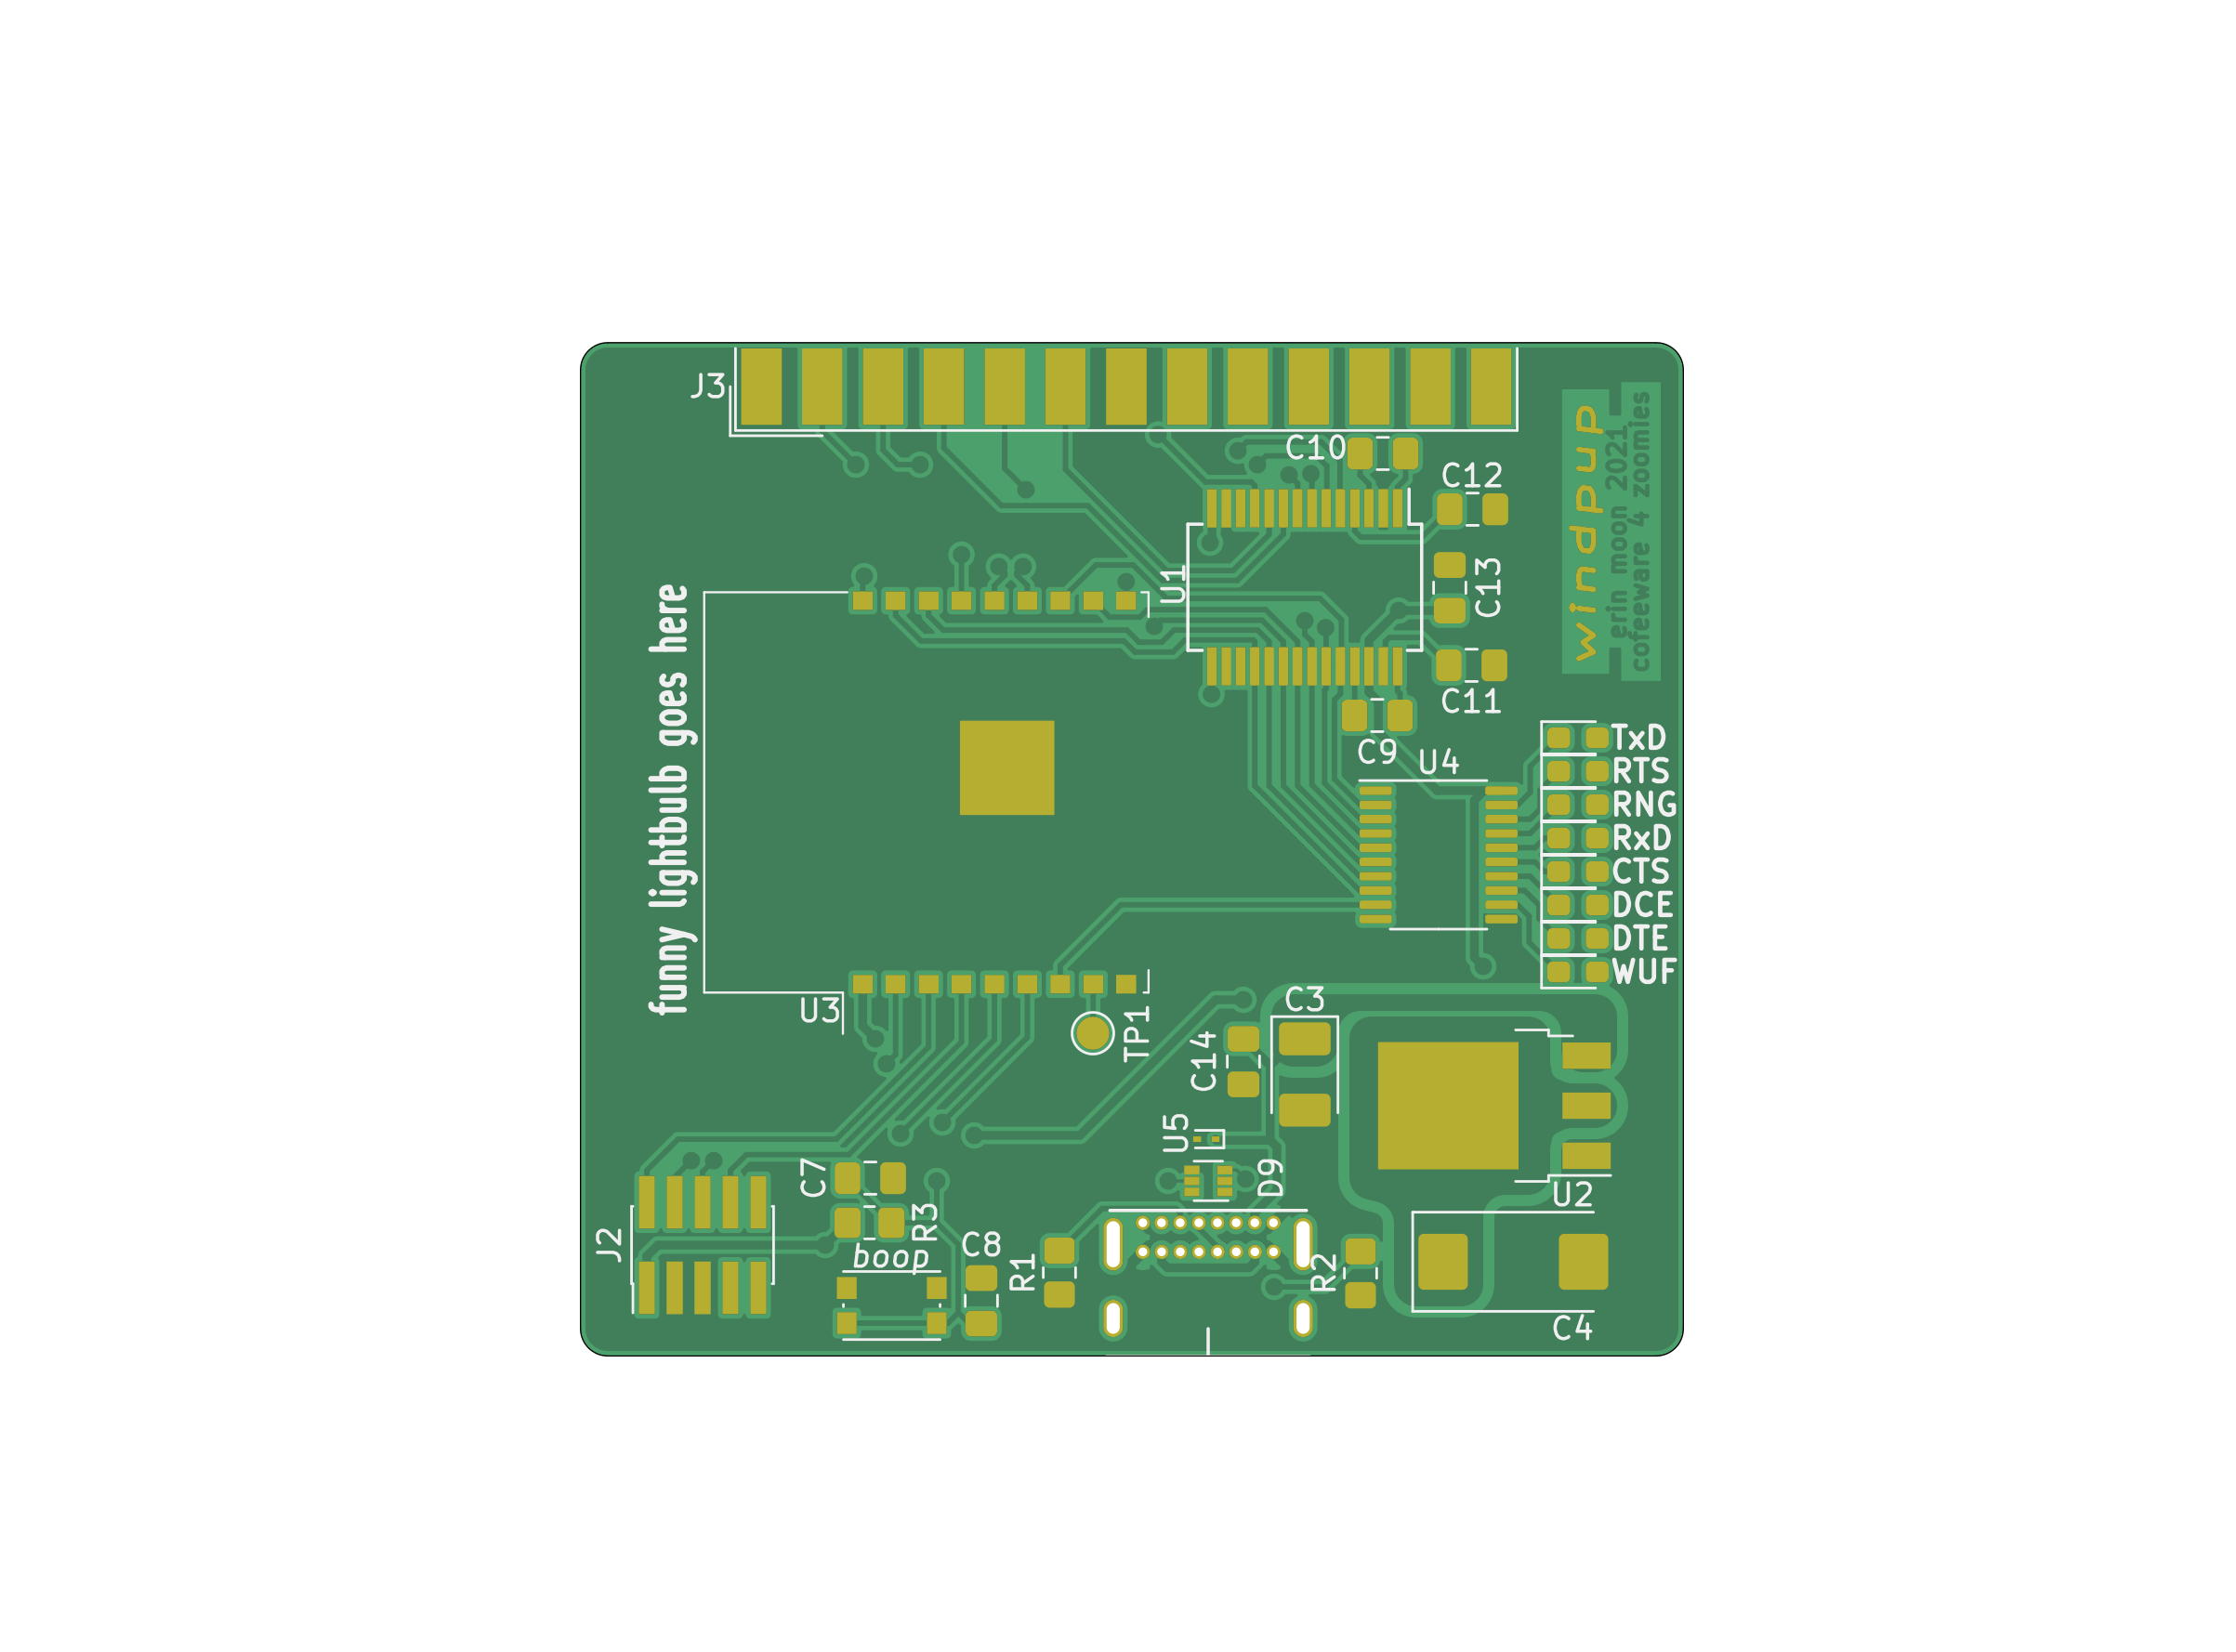 J3
C10
C12
windpup
erin moon 2021
cofeeware 4 zoomies
U1
C13
funny lightbulb goes here
C11
C9
U4
TxD
RTS
RNG
RxD
CTS
DCE
DTE
WUF
U3
TP1
C3
C14
U5
C7
D9
U2
R3
J2
boop
C8
R1
R2
C4